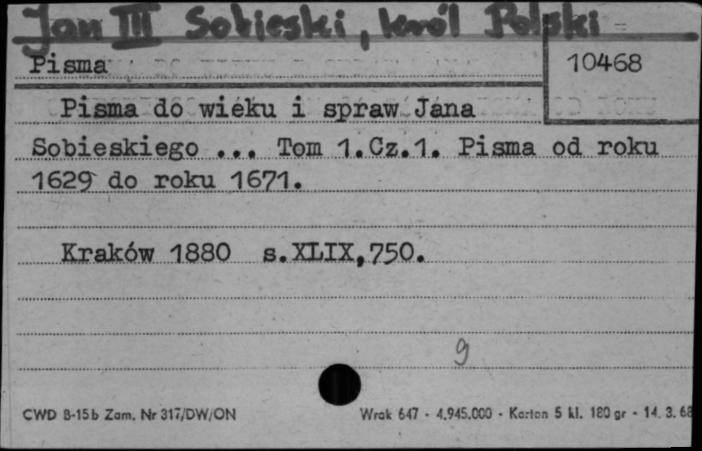 Jan III Sobieski, król Polski
Pisma
10468
Pisma do wieku i spraw Jana
Sobieskiego ... Tom 1.Cz.1. Pisma od roku
1629 do roku 1671.
Kraków 1880 s.XLIX,750.
9
CWD B-15b Zam. Nr 317/DW/ON
Wrak 647 - 4.945.000 - Karton 5 kl. 180 gr - 14. 3. 68